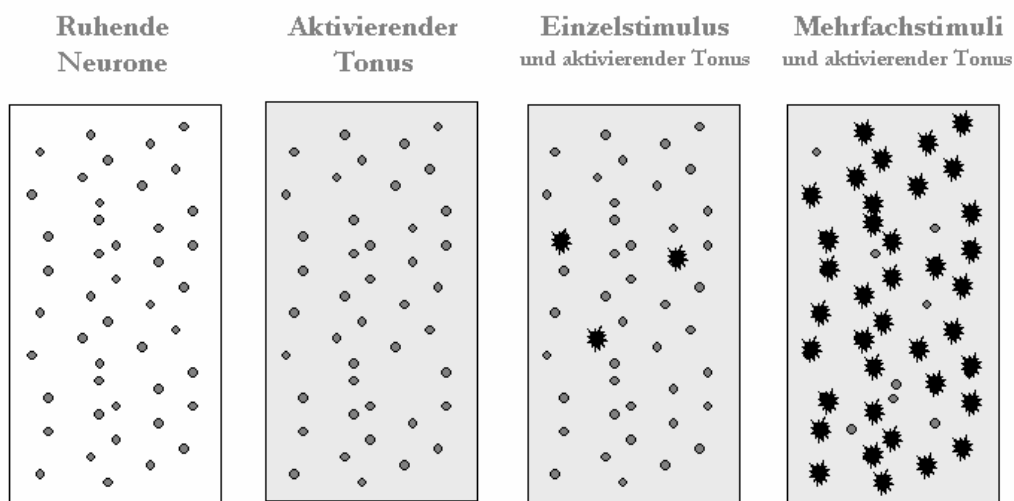 Ruhende
Neurone
Aktivierender
Tonus
Einzelstimulus
und aktivierender Tonus
Mehrfachstimuli
und aktivierender Tonus